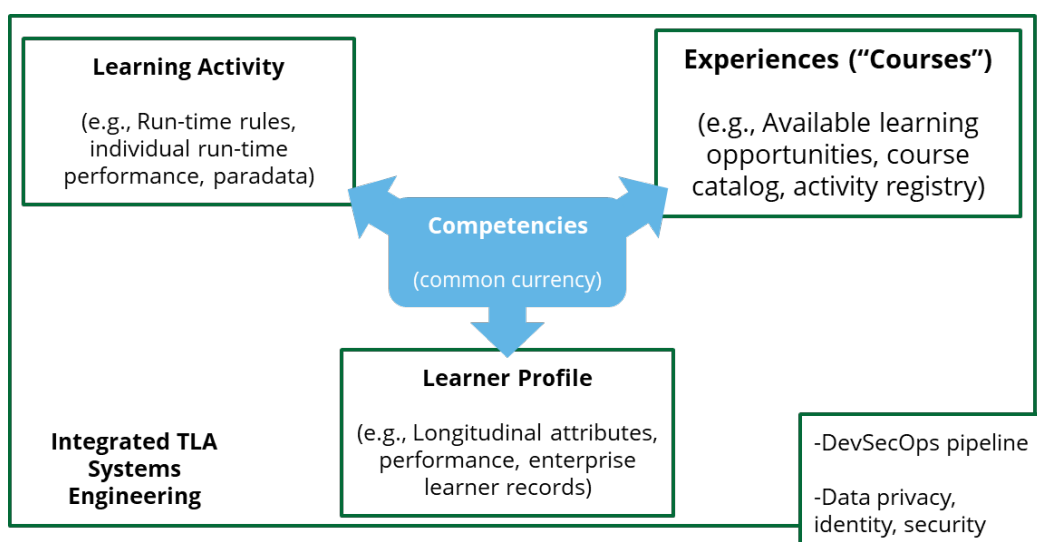 Learning Activity
(e.g., Run-time rules,
individual run-time
performance, paradata)
Experiences (“Courses”)
(e.g., Available learning
opportunities, course
catalog, activity registry)
Competencies
(common currency)
Learner Profile
(e.g., Longitudinal attributes,
performance, enterprise
learner records)
Integrated TLA
Systems
Engineering
-DevSecOps pipeline
-Data privacy,
identity, security